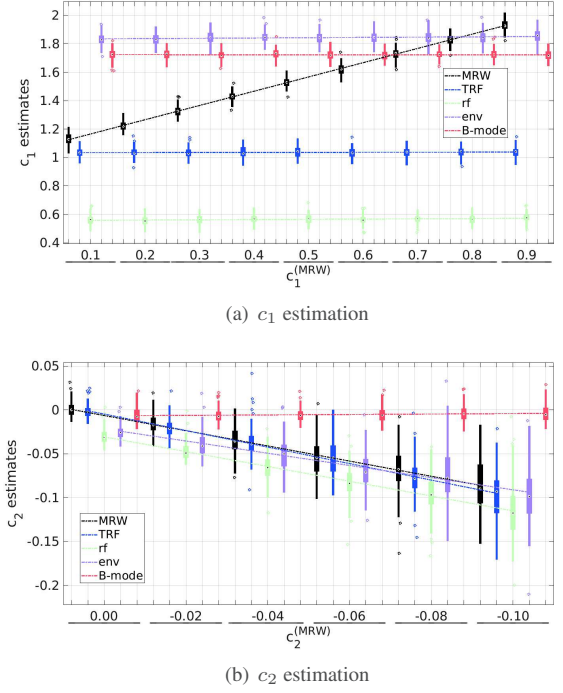 2
1.8
1.6
1.4
1.2
1
0.8
0.6
0.4
c1 estimates
MRW
TRF
rf
env
B-mode
0.1 0.2 0.3 0.4 0.5 0.6 0.7 0.8 0.9
c1(MRW)
(a) c1 estimation
0.05
0
-0.05
-0.1
-0.15
-0.2
c2 estimates
MRW
TRF
rf
env
B-mode
0.00 -0.02 -0.04 -0.06 -0.08 -0.10
c2(MRW)
(b) c2 estimation